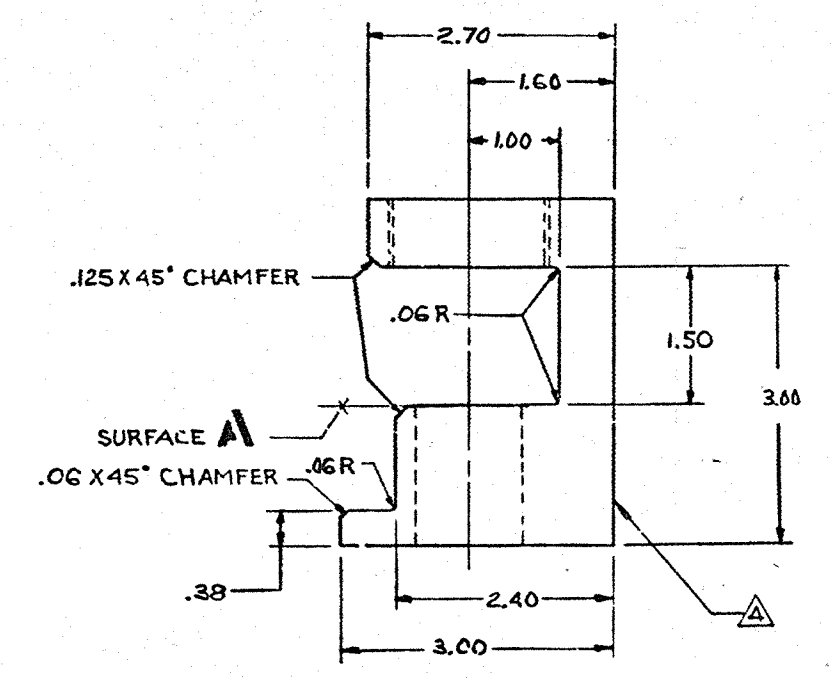 2.70
1.60
1.00
.125 X 45° CHAMFER
.06 R
1.50
3.00
SURFACE A
.06 X 45° CHAMFER
.06 R
.38
2.40
4
3.00